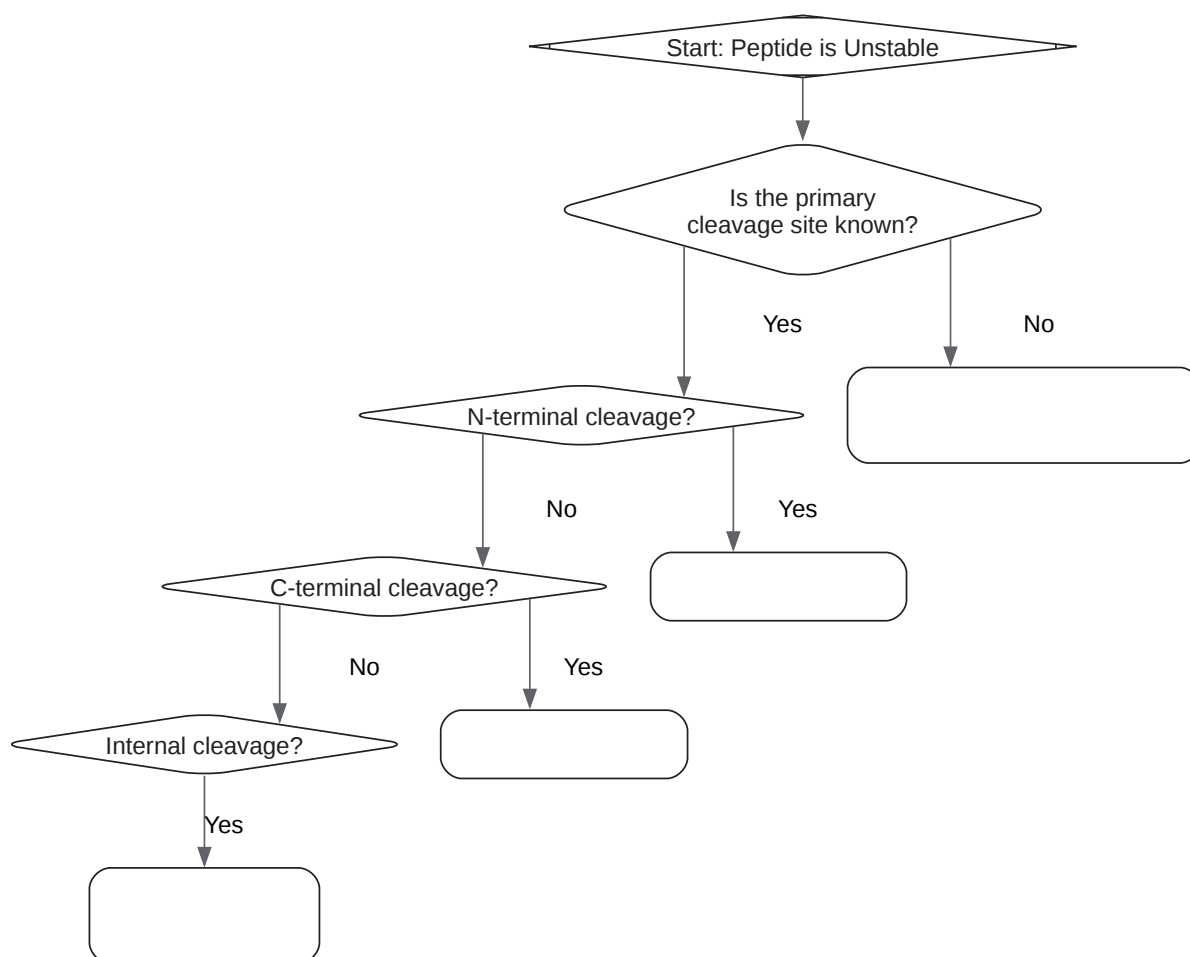 Start: Peptide is Unstable
Is the primary
cleavage site known?
Yes
No
N-terminal cleavage?
No
Yes
C-terminal cleavage?
No
Yes
Internal cleavage?
Yes